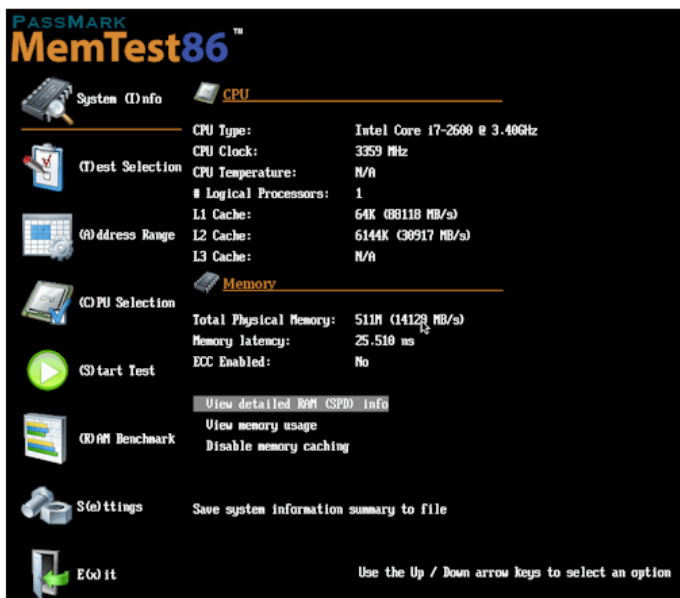 PASSMARK
MemTest86™
System (I)nfo
CPU
CPU Type: Intel Core i7-2600 @ 3.40GHz
CPU Clock: 3359 MHz
(T)est Selection
CPU Temperature: N/A
# Logical Processors: 1
L1 Cache: 64K (88118 MB/s)
(A)ddress Range
L2 Cache: 6144K (30917 MB/s)
L3 Cache: N/A
Memory
(C)PU Selection
Total Physical Memory: 511M (14129 MB/s)
Memory latency: 25.510 ns
ECC Enabled: No
(S)tart Test
View detailed RAM (SPD) info
View memory usage
(R)AM Benchmark
Disable memory caching
S(e)ttings
Save system information summary to file
E(x)it
Use the Up / Down arrow keys to select an option